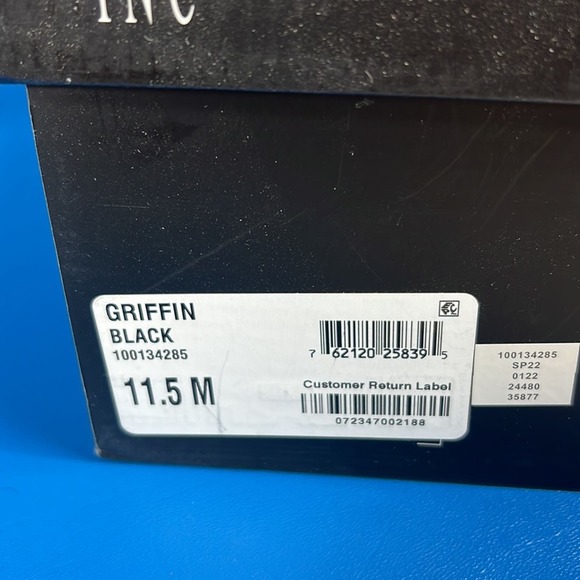 INC
GRIFFIN
BLACK
100134285
11.5 M
7 62120 25839 5
Customer Return Label
072347002188
100134285
SP22
0122
24480
35877